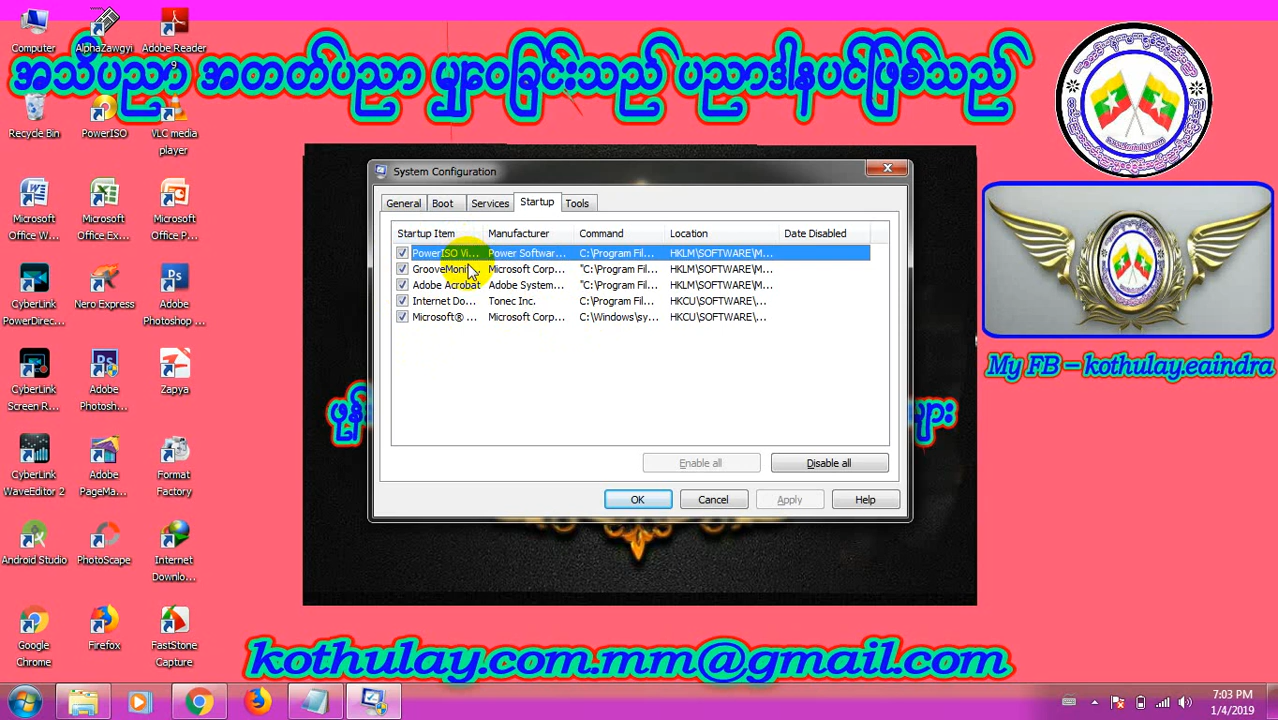 Computer
AlphaZawgyi
Adobe Reader
9
အသိပညာ အတတ်ပညာ မျှဝေခြင်းသည် ပညာဒါနပင်ဖြစ်သည်
Recycle Bin
PowerISO
VLC media
player
Microsoft
Office W...
Microsoft
Office Ex...
Microsoft
Office P...
CyberLink
PowerDirec...
Nero Express
Adobe
Photoshop ...
CyberLink
Screen R...
Adobe
Photosh...
Zapya
CyberLink
WaveEditor 2
Adobe
PageMa...
Format
Factory
Android Studio
PhotoScape
Internet
Downlo...
Google
Chrome
Firefox
FastStone
Capture
System Configuration
General
Boot
Services
Startup
Tools
Startup Item
Manufacturer
Command
Location
Date Disabled
PowerISO Vi... Power Softwar... C:\Program Fil... HKLM\SOFTWARE\M...
GrooveMoni Microsoft Corp... "C:\Program Fil... HKLM\SOFTWARE\M...
Adobe Acrobat Adobe System... "C:\Program Fil... HKLM\SOFTWARE\M...
Internet Do... Tonec Inc. C:\Program Fil... HKCU\SOFTWARE\...
Microsoft® ... Microsoft Corp... C:\Windows\sy... HKCU\SOFTWARE\...
Enable all
Disable all
OK
Cancel
Apply
Help
My FB – kothulay.eaindra
ဖုန်း
များ
kothulay.com.mm@gmail.com
7:03 PM
1/4/2019